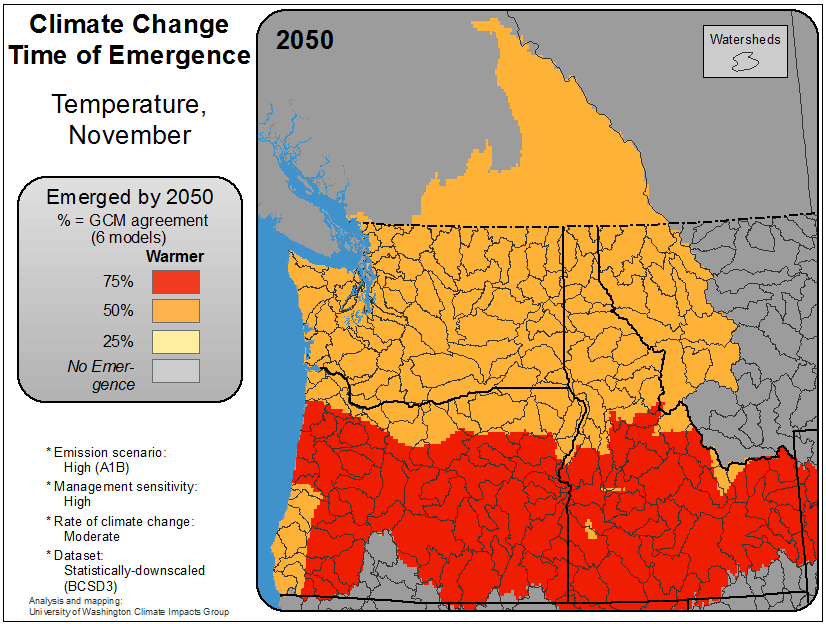 Climate Change
Time of Emergence
Temperature,
November
Emerged by 2050
% = GCM agreement
(6 models)
Warmer
75%
50%
25%
No Emer-
gence
* Emission scenario:
High (A1B)
* Management sensitivity:
High
* Rate of climate change:
Moderate
* Dataset:
Statistically-downscaled
(BCSD3)
Analysis and mapping:
University of Washington Climate Impacts Group
2050
Watersheds